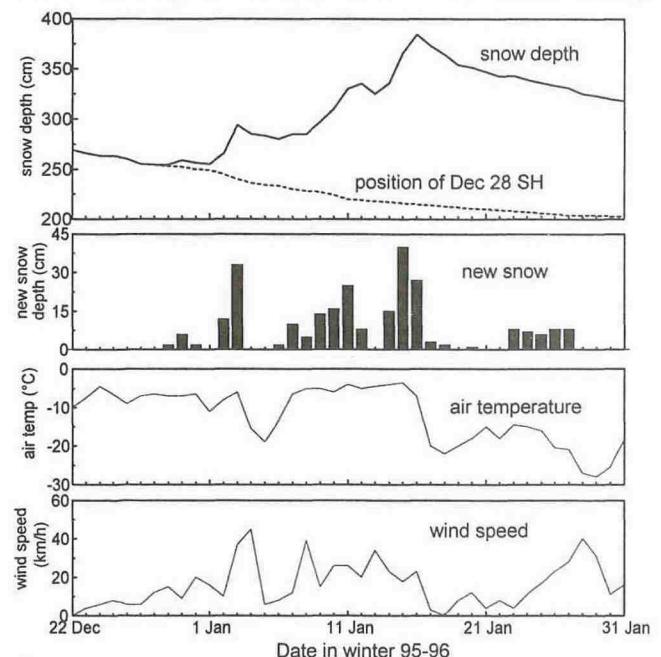 400
350
300
250
200
snow depth (cm)
snow depth
position of Dec 28 SH
45
30
15
0
new snow
depth (cm)
new snow
0
-10
-20
-30
air temp (°C)
air temperature
60
40
20
0
wind speed
(km/h)
wind speed
22 Dec
1 Jan
11 Jan
21 Jan
31 Jan
Date in winter 95-96